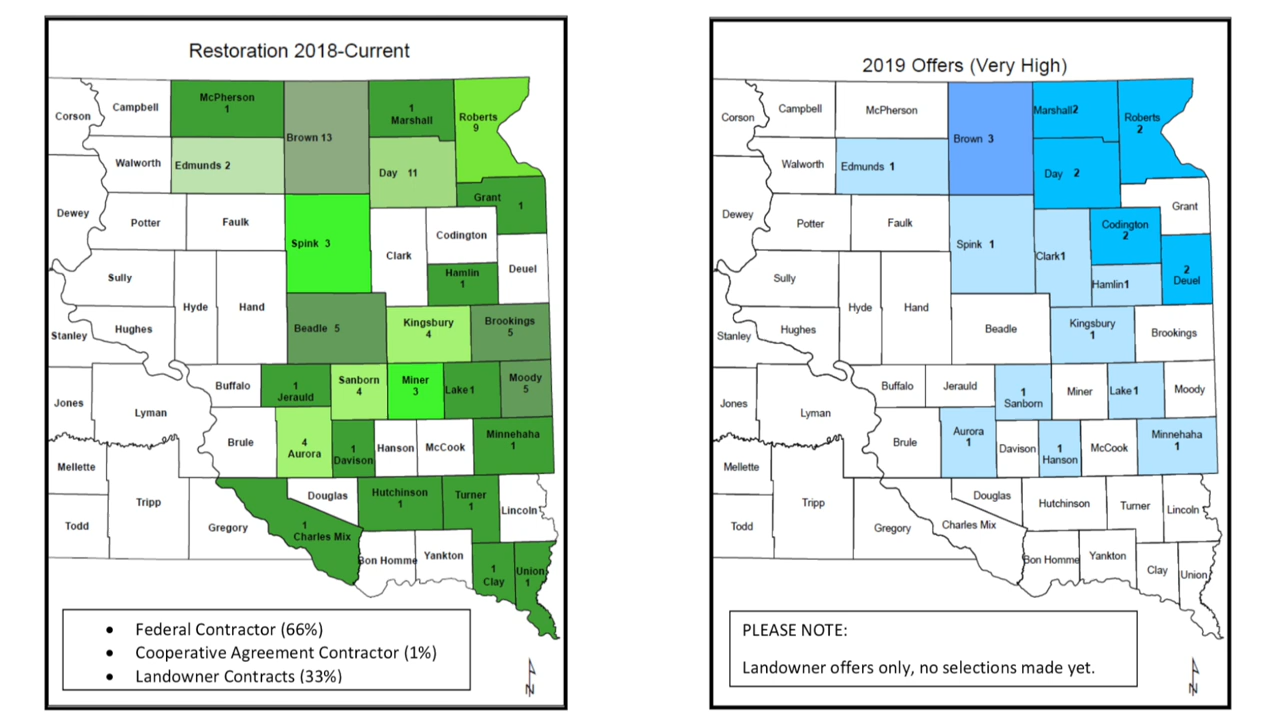 Restoration 2018-Current
Corson
Campbell
McPherson
1
Brown 13
1
Marshall
Roberts
9
Walworth
Edmunds 2
Day 11
Dewey
Potter
Faulk
Spink 3
Grant
1
Codington
Clark
Deuel
Sully
Hyde
Hand
Hamlin
1
Stanley
Hughes
Beadle 5
Kingsbury
4
Brookings
5
Jones
Lyman
Buffalo
1
Jerauld
Sanborn
4
Miner
3
Lake 1
Moody
5
Brule
4
Aurora
1
Davison
Hanson
McCook
Minnehaha
1
Mellette
Tripp
Todd
Gregory
Douglas
1
Charles Mix
Hutchinson
1
Turner
1
Lincoln
Bon Homme
Yankton
1
Clay
Union
1
• Federal Contractor (66%)
• Cooperative Agreement Contractor (1%)
• Landowner Contracts (33%)
N
2019 Offers (Very High)
Corson
Campbell
McPherson
Brown 3
Marshall2
Roberts
2
Walworth
Edmunds 1
Day 2
Dewey
Potter
Faulk
Spink 1
Grant
Codington
2
Clark1
2
Deuel
Sully
Hyde
Hand
Hamlin1
Stanley
Hughes
Beadle
Kingsbury
1
Brookings
Jones
Lyman
Buffalo
Jerauld
1
Sanborn
Miner
Lake 1
Moody
Brule
Aurora
1
Davison
1
Hanson
McCook
Minnehaha
1
Mellette
Tripp
Todd
Gregory
Douglas
Charles Mix
Hutchinson
Turner
Lincoln
Bon Homme
Yankton
Clay
Union
PLEASE NOTE:
Landowner offers only, no selections made yet.
N